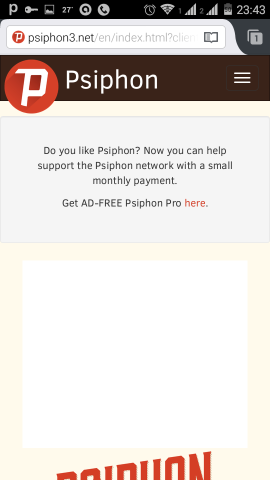 27°
1
2
23:43
psiphon3.net/en/index.html?clien
1
Psiphon
Do you like Psiphon? Now you can help
support the Psiphon network with a small
monthly payment.
Get AD-FREE Psiphon Pro here.
PSIPHON